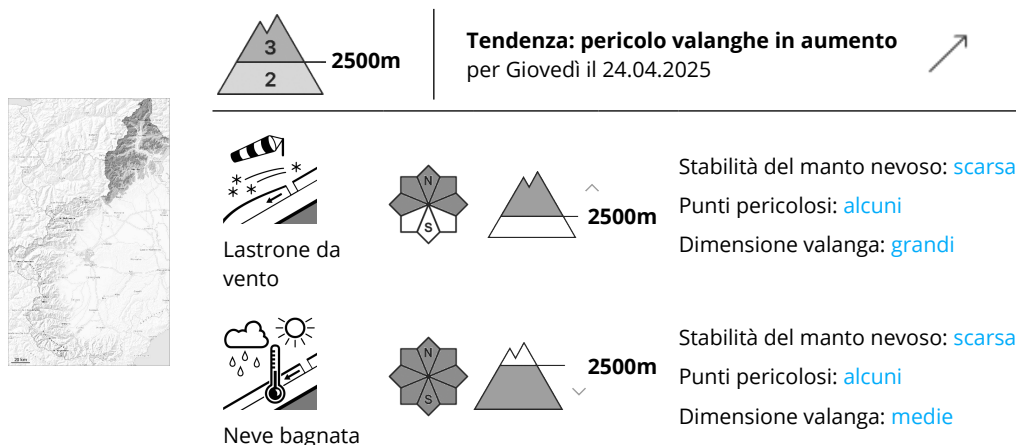 3
2
2500m
Tendenza: pericolo valanghe in aumento
per Giovedì il 24.04.2025
N
S
2500m
Lastrone da
vento
Stabilità del manto nevoso: scarsa
Punti pericolosi: alcuni
Dimensione valanga: grandi
N
S
2500m
Neve bagnata
Stabilità del manto nevoso: scarsa
Punti pericolosi: alcuni
Dimensione valanga: medie
20 km